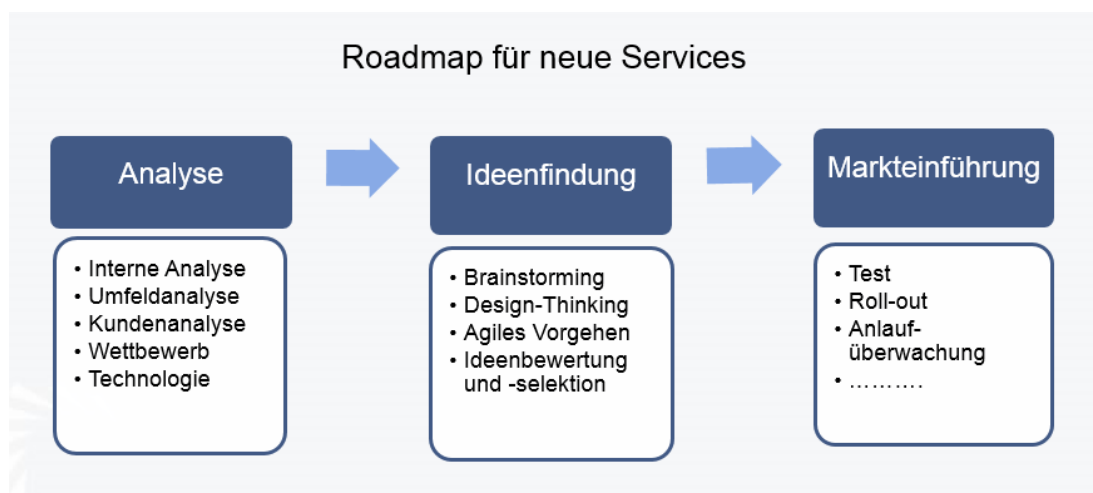 Roadmap für neue Services
Analyse
• Interne Analyse
• Umfeldanalyse
• Kundenanalyse
• Wettbewerb
• Technologie
Ideenfindung
• Brainstorming
• Design-Thinking
• Agiles Vorgehen
• Ideenbewertung
und -selektion
Markteinführung
• Test
• Roll-out
• Anlauf-
überwachung
• ……….